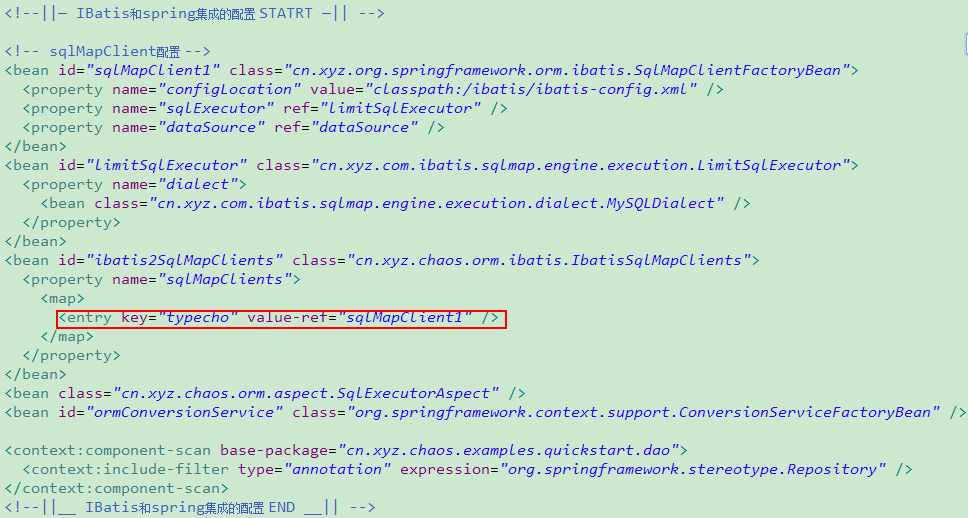 <!--||— IBatis和spring集成的配置 STATRT —|| -->
<!-- sqlMapClient配置 -->
<bean id="sqlMapClient1" class="cn.xyz.org.springframework.orm.ibatis.SqlMapClientFactoryBean">
<property name="configLocation" value="classpath:/ibatis/ibatis-config.xml" />
<property name="sqlExecutor" ref="limitSqlExecutor" />
<property name="dataSource" ref="dataSource" />
</bean>
<bean id="limitSqlExecutor" class="cn.xyz.com.ibatis.sqlmap.engine.execution.LimitSqlExecutor">
<property name="dialect">
<bean class="cn.xyz.com.ibatis.sqlmap.engine.execution.dialect.MySQLDialect" />
</property>
</bean>
<bean id="ibatis2SqlMapClients" class="cn.xyz.chaos.orm.ibatis.IbatisSqlMapClients">
<property name="sqlMapClients">
<map>
<entry key="typecho" value-ref="sqlMapClient1" />
</map>
</property>
</bean>
<bean class="cn.xyz.chaos.orm.aspect.SqlExecutorAspect" />
<bean id="ormConversionService" class="org.springframework.context.support.ConversionServiceFactoryBean" />
<context:component-scan base-package="cn.xyz.chaos.examples.quickstart.dao">
<context:include-filter type="annotation" expression="org.springframework.stereotype.Repository" />
</context:component-scan>
<!--||__ IBatis和spring集成的配置 END __|| -->